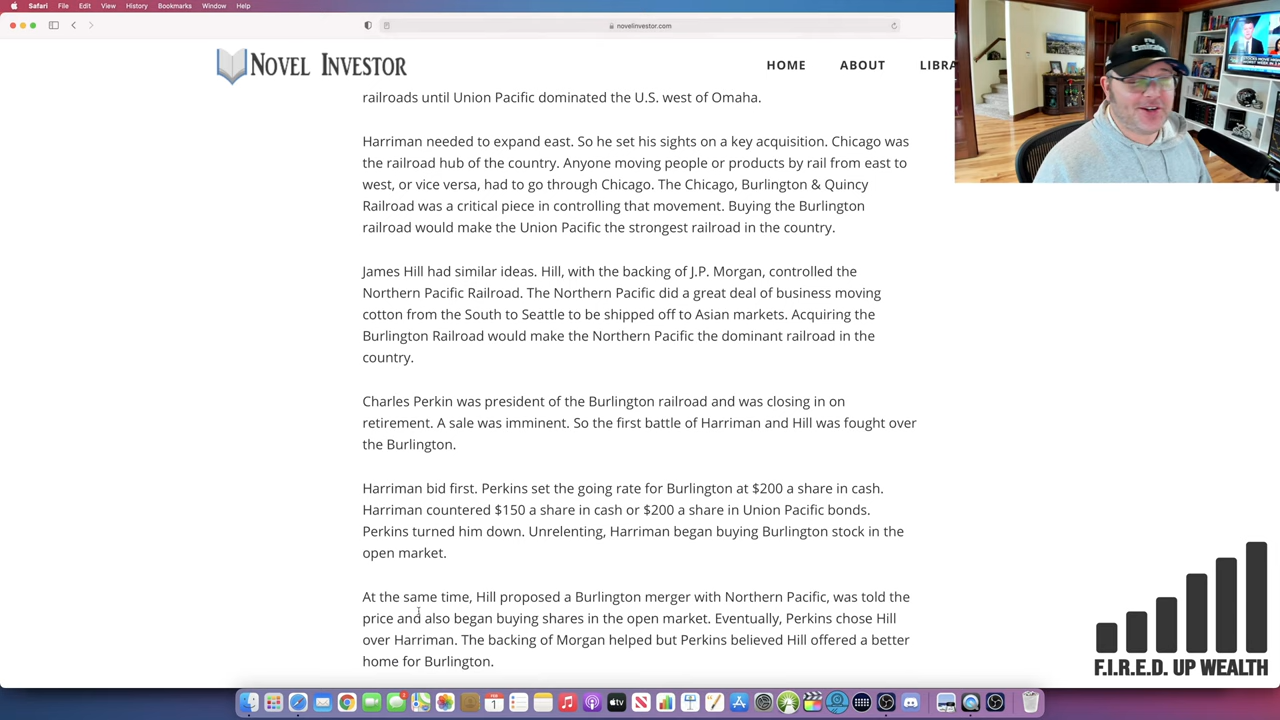 Safari File Edit View History Bookmarks Window Help
novelinvestor.com
NOVEL INVESTOR
HOME ABOUT LIBRA
railroads until Union Pacific dominated the U.S. west of Omaha.
Harriman needed to expand east. So he set his sights on a key acquisition. Chicago was
the railroad hub of the country. Anyone moving people or products by rail from east to
west, or vice versa, had to go through Chicago. The Chicago, Burlington & Quincy
Railroad was a critical piece in controlling that movement. Buying the Burlington
railroad would make the Union Pacific the strongest railroad in the country.
James Hill had similar ideas. Hill, with the backing of J.P. Morgan, controlled the
Northern Pacific Railroad. The Northern Pacific did a great deal of business moving
cotton from the South to Seattle to be shipped off to Asian markets. Acquiring the
Burlington Railroad would make the Northern Pacific the dominant railroad in the
country.
Charles Perkin was president of the Burlington railroad and was closing in on
retirement. A sale was imminent. So the first battle of Harriman and Hill was fought over
the Burlington.
Harriman bid first. Perkins set the going rate for Burlington at $200 a share in cash.
Harriman countered $150 a share in cash or $200 a share in Union Pacific bonds.
Perkins turned him down. Unrelenting, Harriman began buying Burlington stock in the
open market.
At the same time, Hill proposed a Burlington merger with Northern Pacific, was told the
price and also began buying shares in the open market. Eventually, Perkins chose Hill
over Harriman. The backing of Morgan helped but Perkins believed Hill offered a better
home for Burlington.
F.I.R.E.D. UP WEALTH